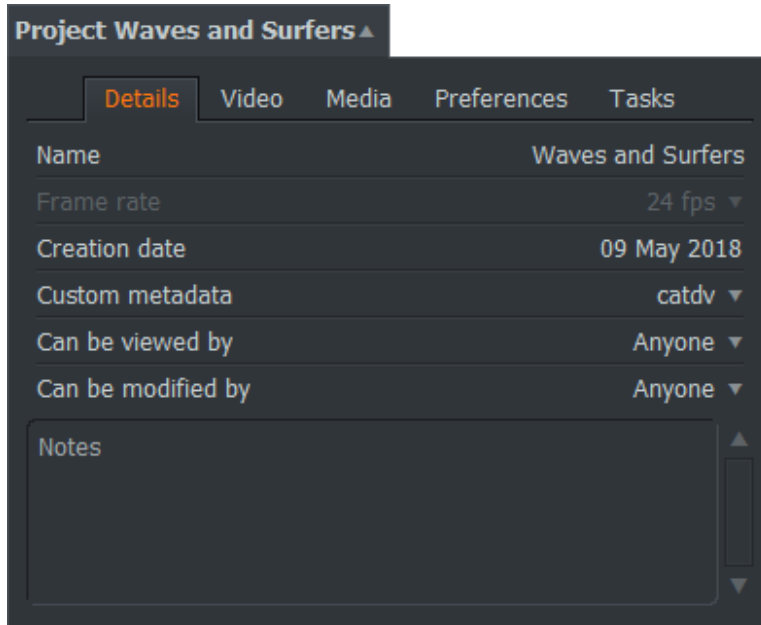 Project Waves and Surfers
Details Video Media Preferences Tasks
Name Waves and Surfers
Frame rate 24 fps
Creation date 09 May 2018
Custom metadata catdv
Can be viewed by Anyone
Can be modified by Anyone
Notes